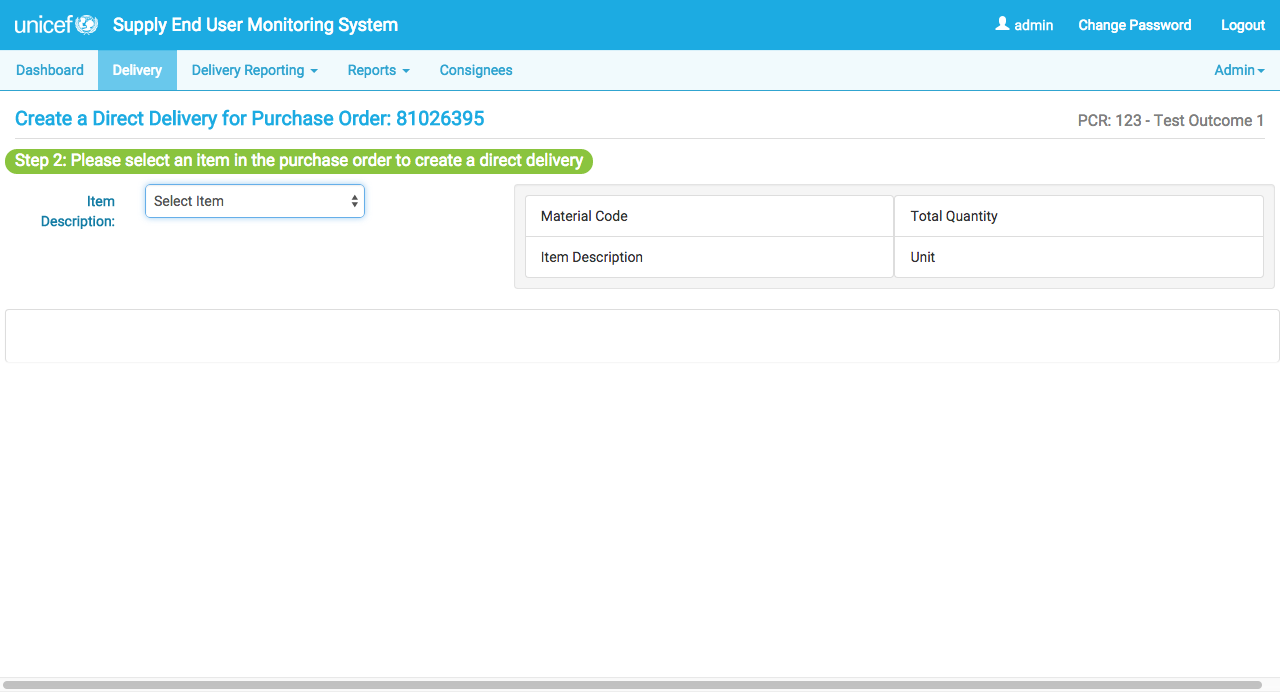 unicef Supply End User Monitoring System admin Change Password Logout
Dashboard Delivery Delivery Reporting Reports Consignees Admin
Create a Direct Delivery for Purchase Order: 81026395 PCR: 123 - Test Outcome 1
Step 2: Please select an item in the purchase order to create a direct delivery
Item
Description:
Select Item
Material Code Total Quantity
Item Description Unit